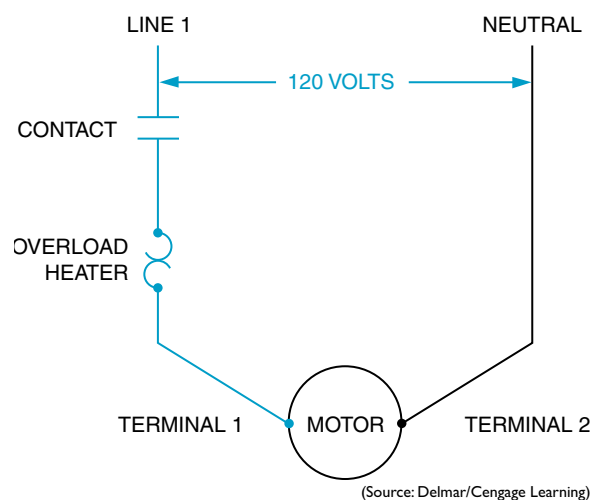 LINE 1
NEUTRAL
120 VOLTS
CONTACT
OVERLOAD
HEATER
TERMINAL 1
MOTOR
TERMINAL 2
(Source: Delmar/Cengage Learning)